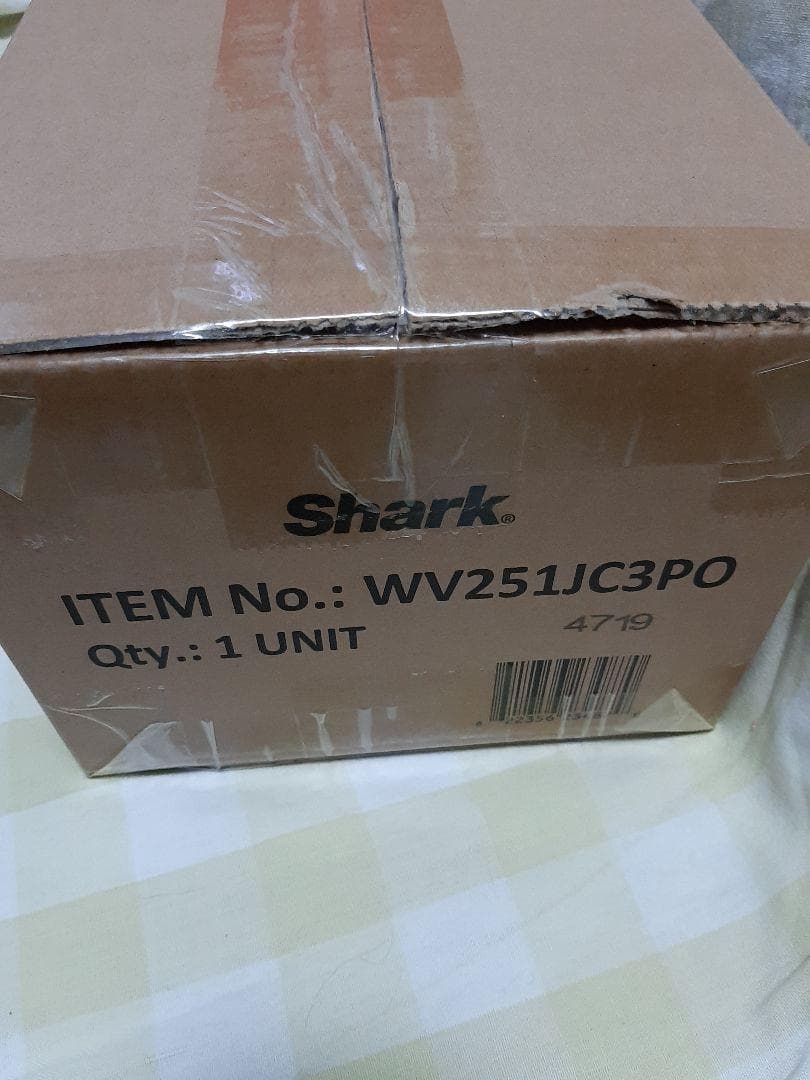 Shark®
ITEM No.: WV251JC3PO
Qty.: 1 UNIT
4719